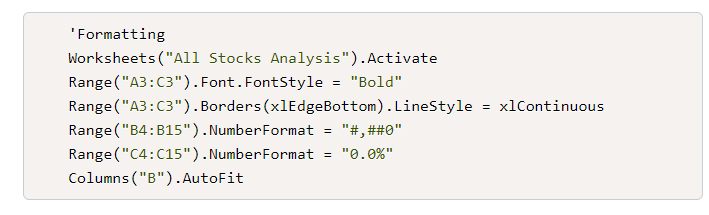 'Formatting
Worksheets("All Stocks Analysis").Activate
Range("A3:C3").Font.FontStyle = "Bold"
Range("A3:C3").Borders(xlEdgeBottom).LineStyle = xlContinuous
Range("B4:B15").NumberFormat = "#,##0"
Range("C4:C15").NumberFormat = "0.0%"
Columns("B").AutoFit